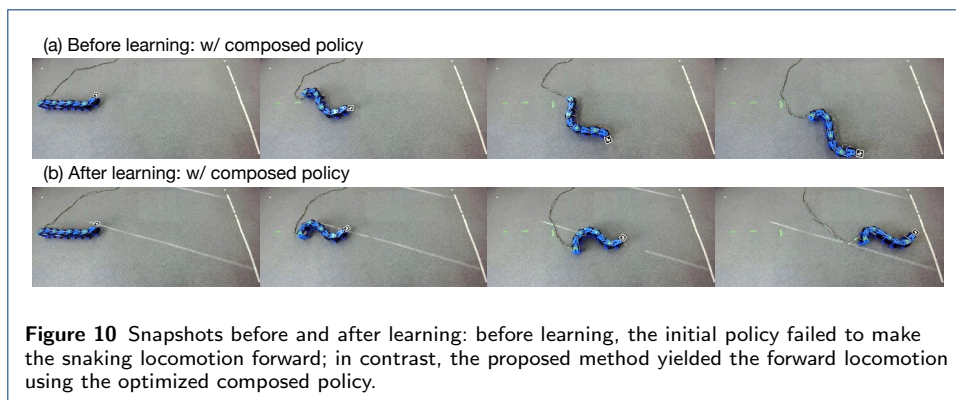 (a) Before learning: w/ composed policy
(b) After learning: w/ composed policy
Figure 10 Snapshots before and after learning: before learning, the initial policy failed to make
the snaking locomotion forward; in contrast, the proposed method yielded the forward locomotion
using the optimized composed policy.